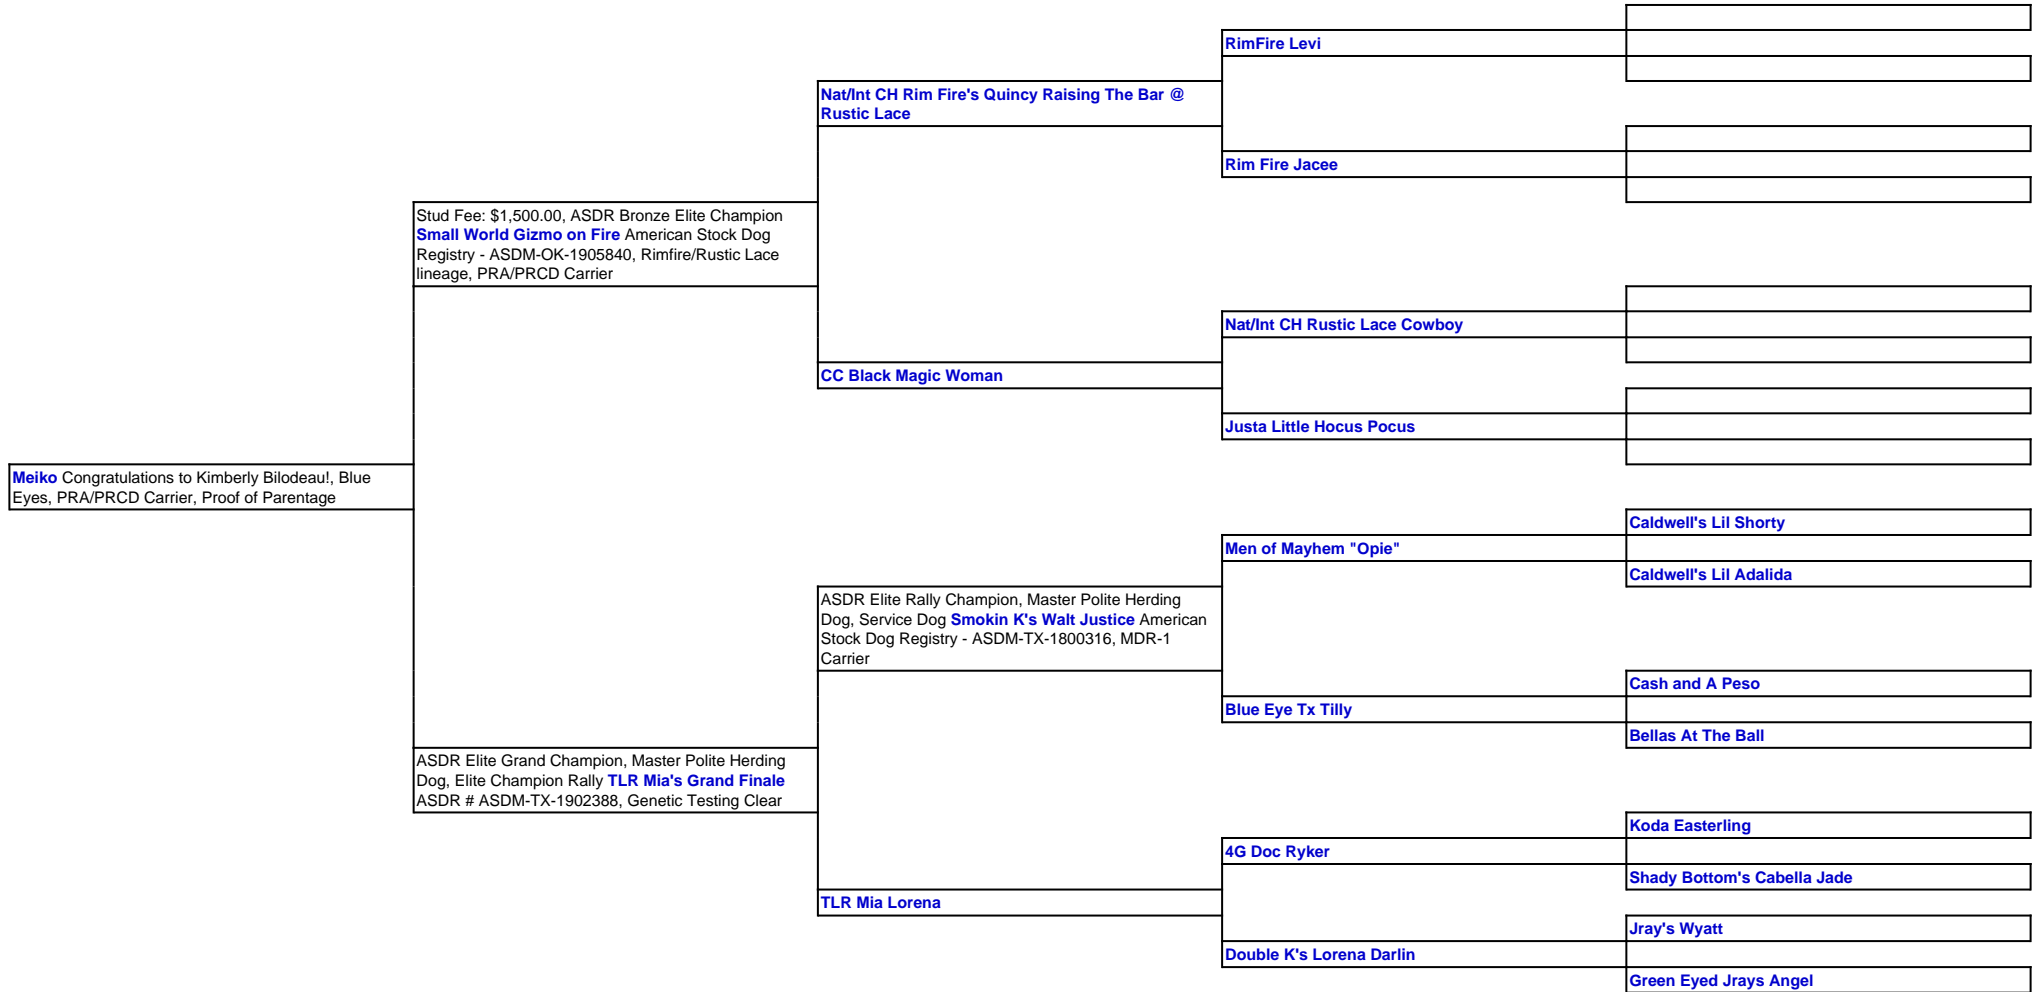 RimFire Levi
Nat/Int CH Rim Fire's Quincy Raising The Bar @
Rustic Lace
Rim Fire Jacee
Stud Fee: $1,500.00, ASDR Bronze Elite Champion
Small World Gizmo on Fire American Stock Dog
Registry - ASDM-OK-1905840, Rimfire/Rustic Lace
lineage, PRA/PRCD Carrier
Nat/Int CH Rustic Lace Cowboy
CC Black Magic Woman
Justa Little Hocus Pocus
Meiko Congratulations to Kimberly Bilodeau!, Blue
Eyes, PRA/PRCD Carrier, Proof of Parentage
Caldwell's Lil Shorty
Men of Mayhem "Opie"
Caldwell's Lil Adalida
ASDR Elite Rally Champion, Master Polite Herding
Dog, Service Dog Smokin K's Walt Justice American
Stock Dog Registry - ASDM-TX-1800316, MDR-1
Carrier
Cash and A Peso
Blue Eye Tx Tilly
Bellas At The Ball
ASDR Elite Grand Champion, Master Polite Herding
Dog, Elite Champion Rally TLR Mia's Grand Finale
ASDR # ASDM-TX-1902388, Genetic Testing Clear
Koda Easterling
4G Doc Ryker
Shady Bottom's Cabella Jade
TLR Mia Lorena
Jray's Wyatt
Double K's Lorena Darlin
Green Eyed Jrays Angel